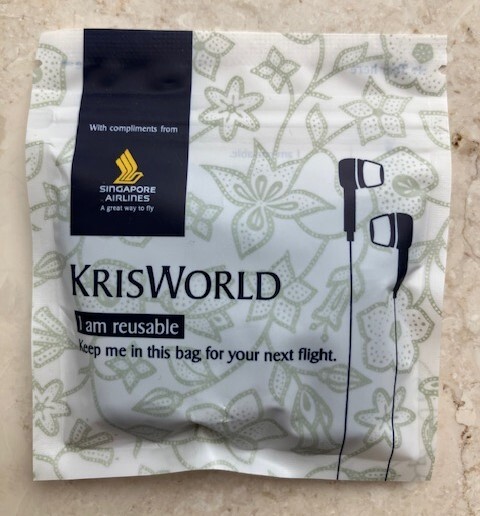 With compliments from
SINGAPORE
AIRLINES
A great way to fly
KRISWORLD
I am reusable
Keep me in this bag for your next flight.